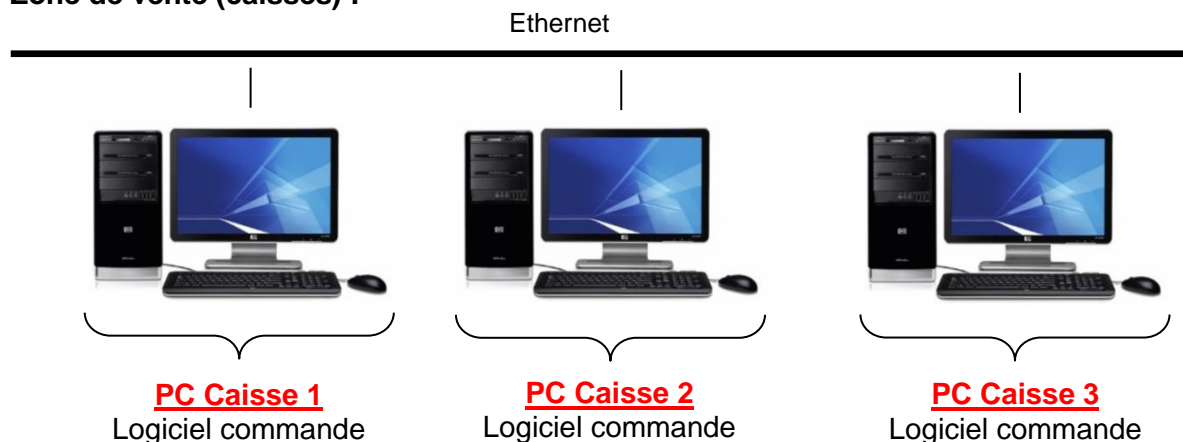 Zone de vente (caisses) :
Ethernet
PC Caisse 1
Logiciel commande
PC Caisse 2
Logiciel commande
PC Caisse 3
Logiciel commande